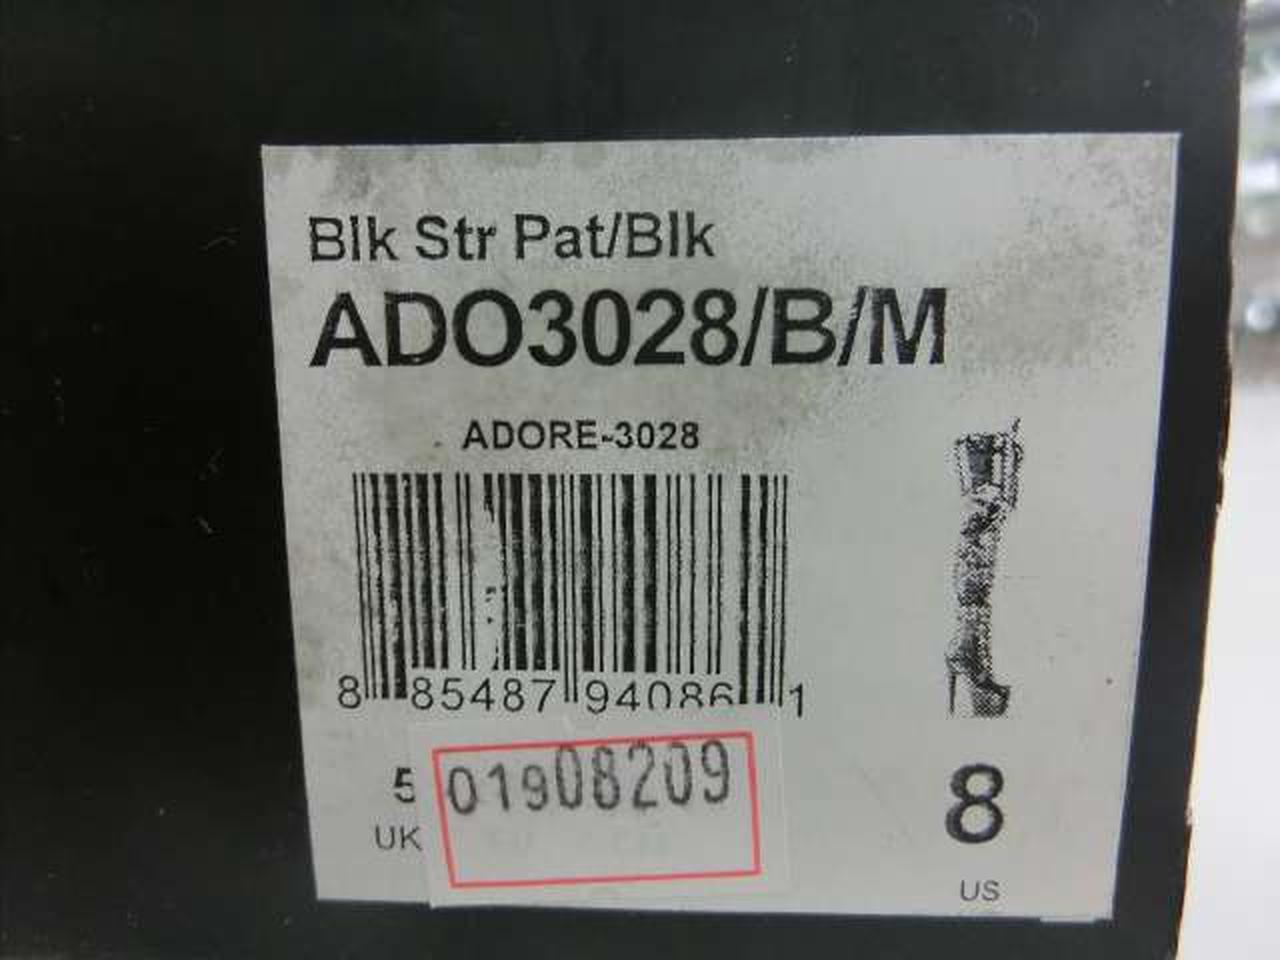 Blk Str Pat/Blk
ADO3028/B/M
ADORE-3028
8 85487 94086 1
01908209
5
UK
8
US